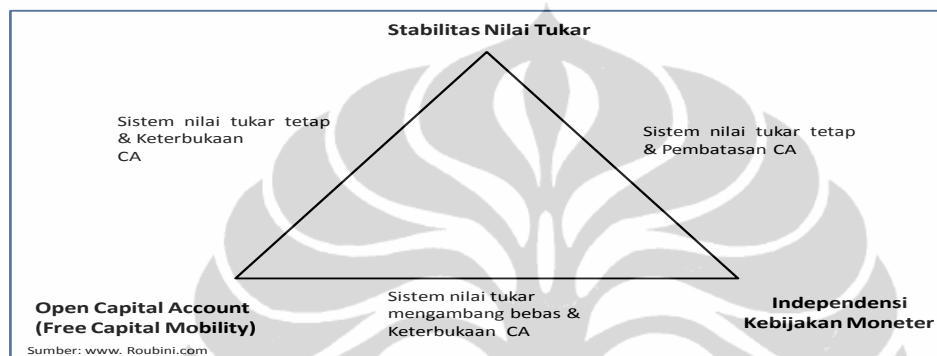 Stabilitas Nilai Tukar
Sistem nilai tukar tetap
& Keterbukaan
CA
Sistem nilai tukar tetap
& Pembatasan CA
Open Capital Account
(Free Capital Mobility)
Sistem nilai tukar
mengambang bebas &
Keterbukaan CA
Independensi
Kebijakan Moneter
Sumber: www. Roubini.com